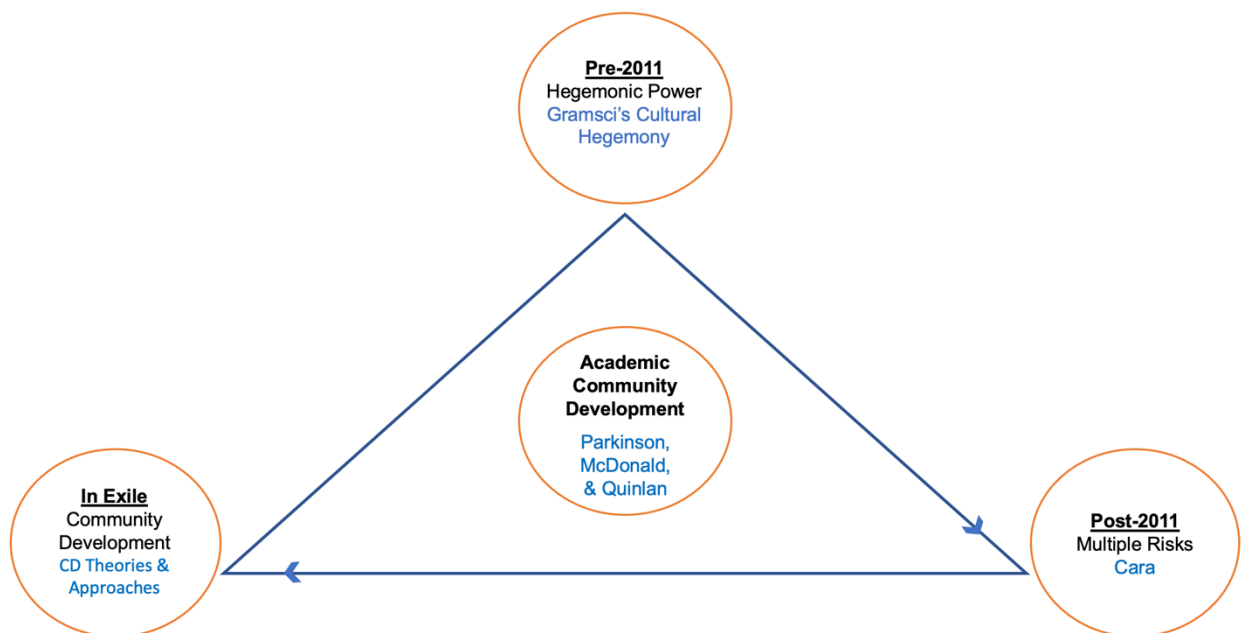 Pre-2011
Hegemonic Power
Gramsci's Cultural
Hegemony
Academic
Community
Development
Parkinson,
McDonald,
& Quinlan
In Exile
Community
Development
CD Theories &
Approaches
Post-2011
Multiple Risks
Cara